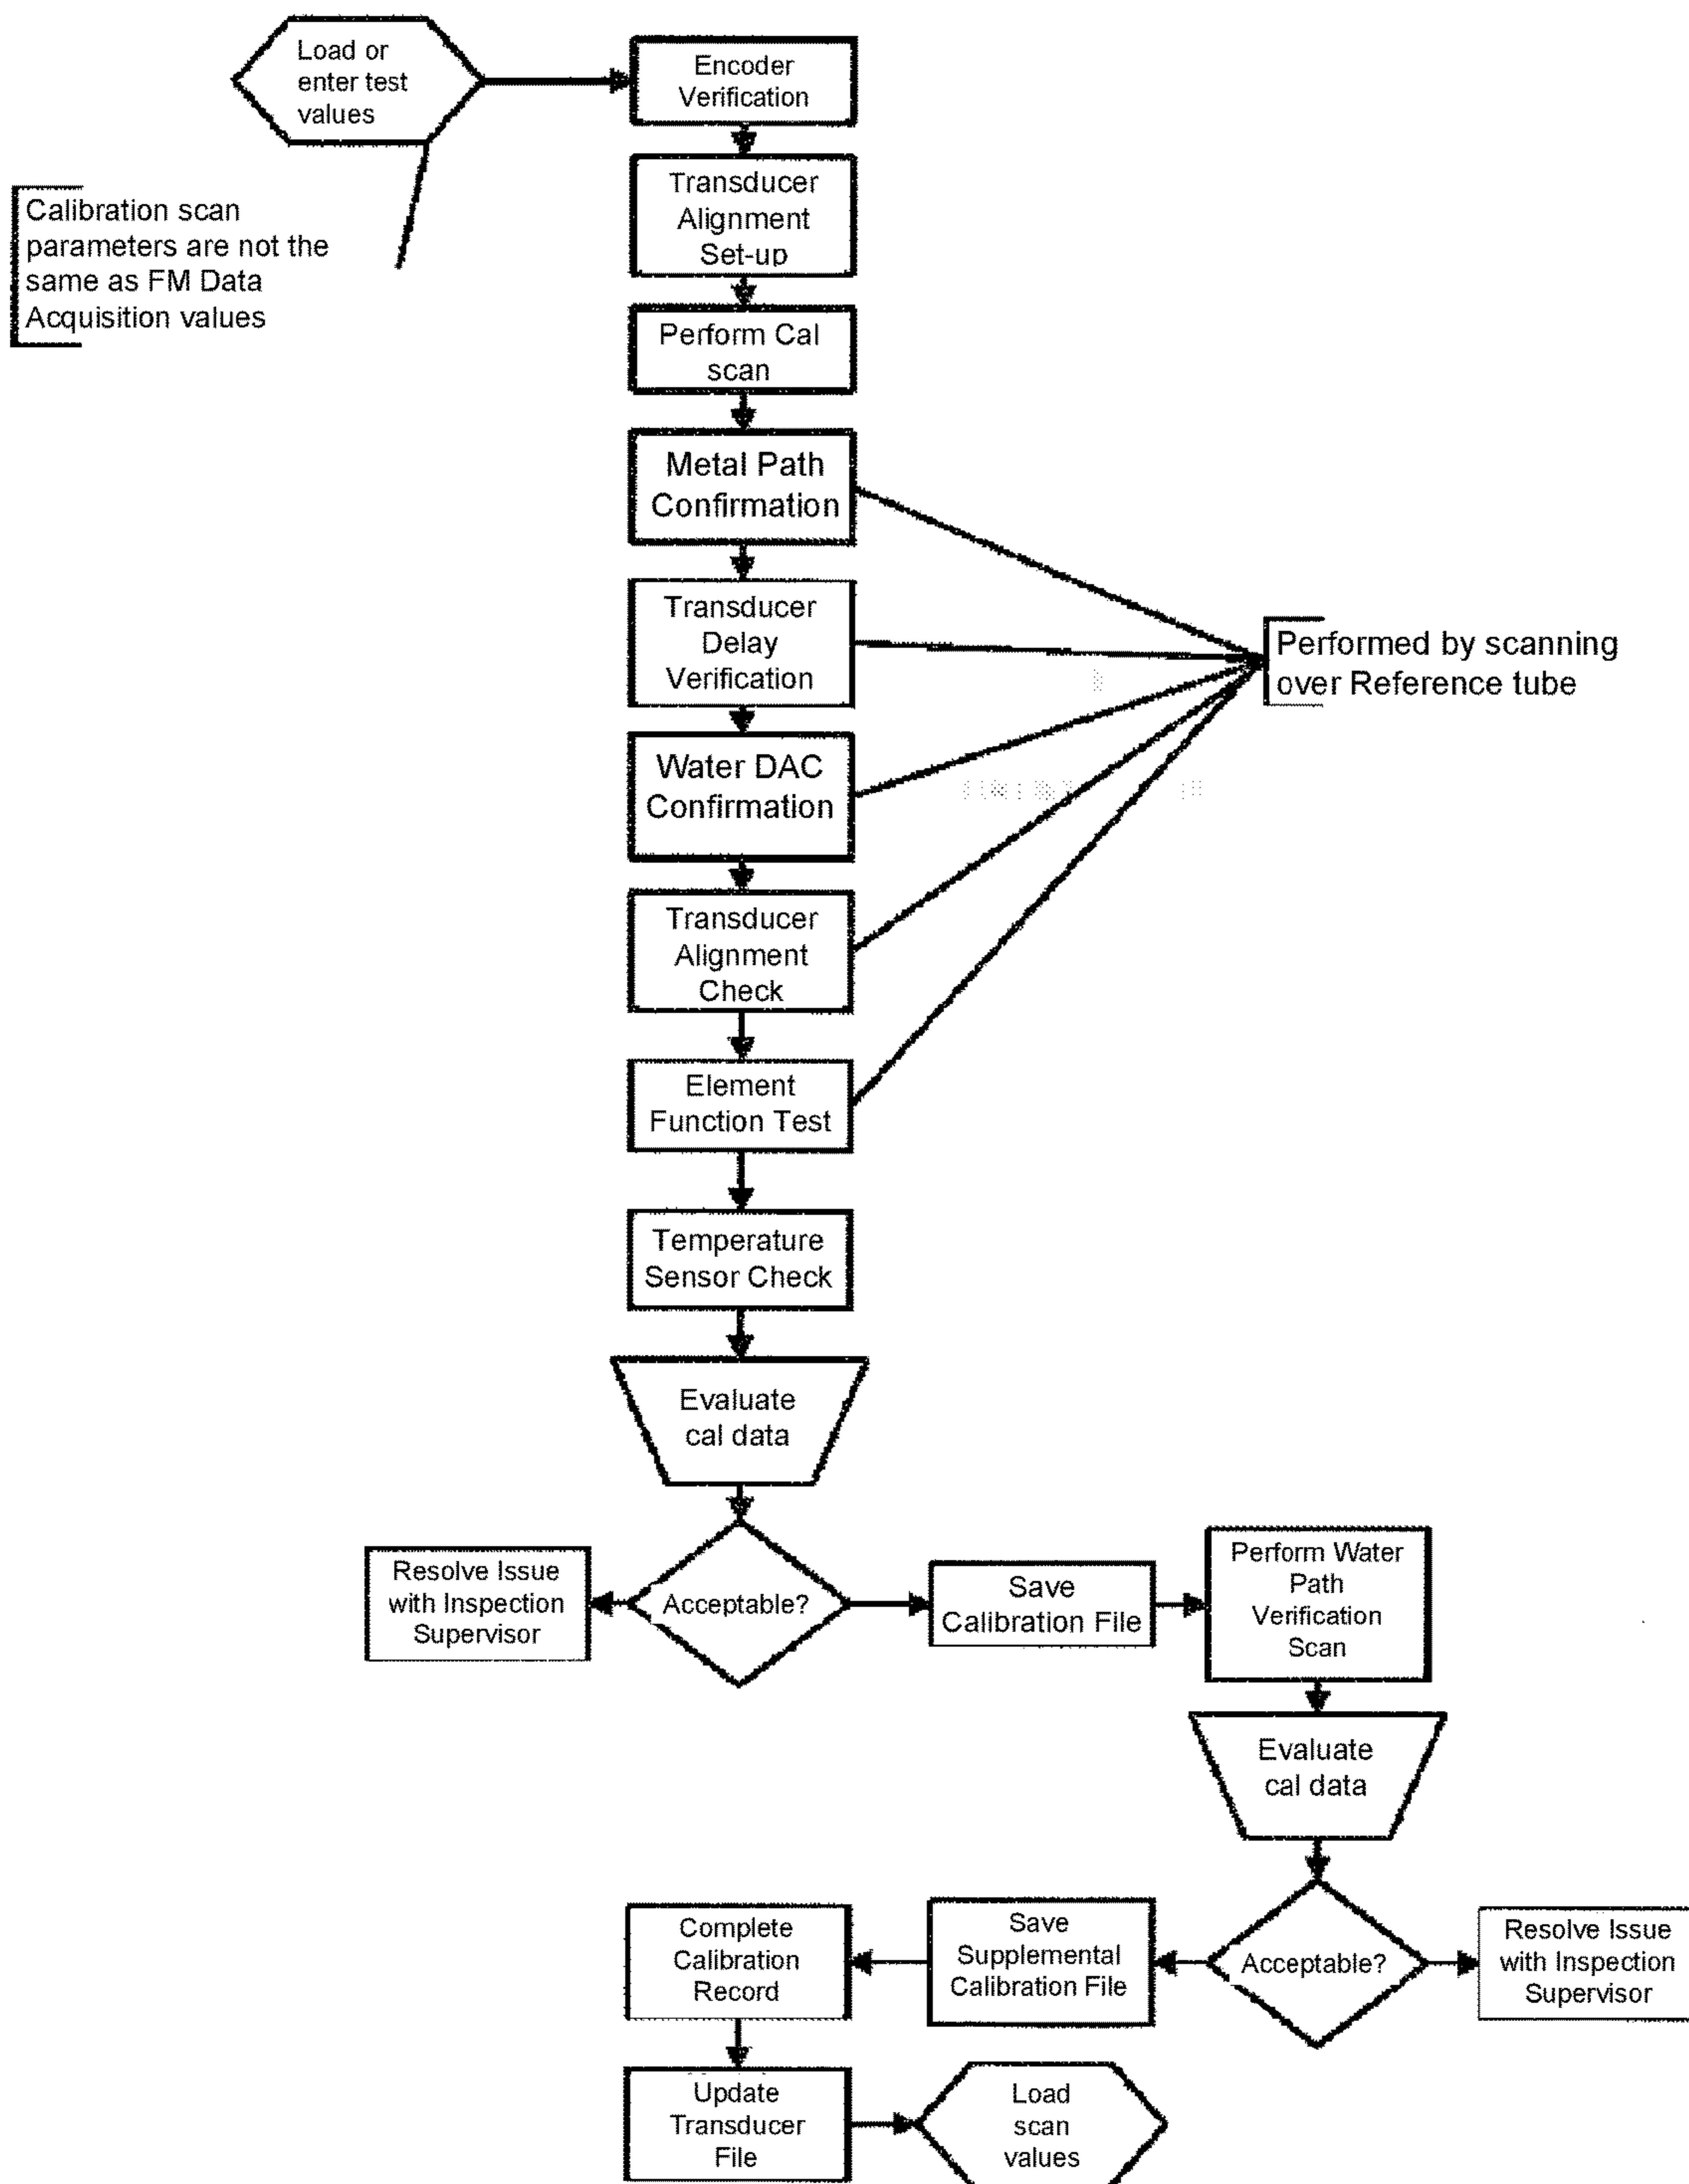 Load or
enter test
values
Encoder
Verification
Calibration scan
parameters are not the
same as FM Data
Acquisition values
Transducer
Alignment
Set-up
Perform Cal
scan
Metal Path
Confirmation
Transducer
Delay
Verification
Performed by scanning
over Reference tube
Water DAC
Confirmation
Transducer
Alignment
Check
Element
Function Test
Temperature
Sensor Check
Evaluate
cal data
Resolve Issue
with Inspection
Supervisor
Acceptable?
Save
Calibration File
Perform Water
Path
Verification
Scan
Evaluate
cal data
Complete
Calibration
Record
Save
Supplemental
Calibration File
Acceptable?
Resolve Issue
with Inspection
Supervisor
Update
Transducer
File
Load
scan
values